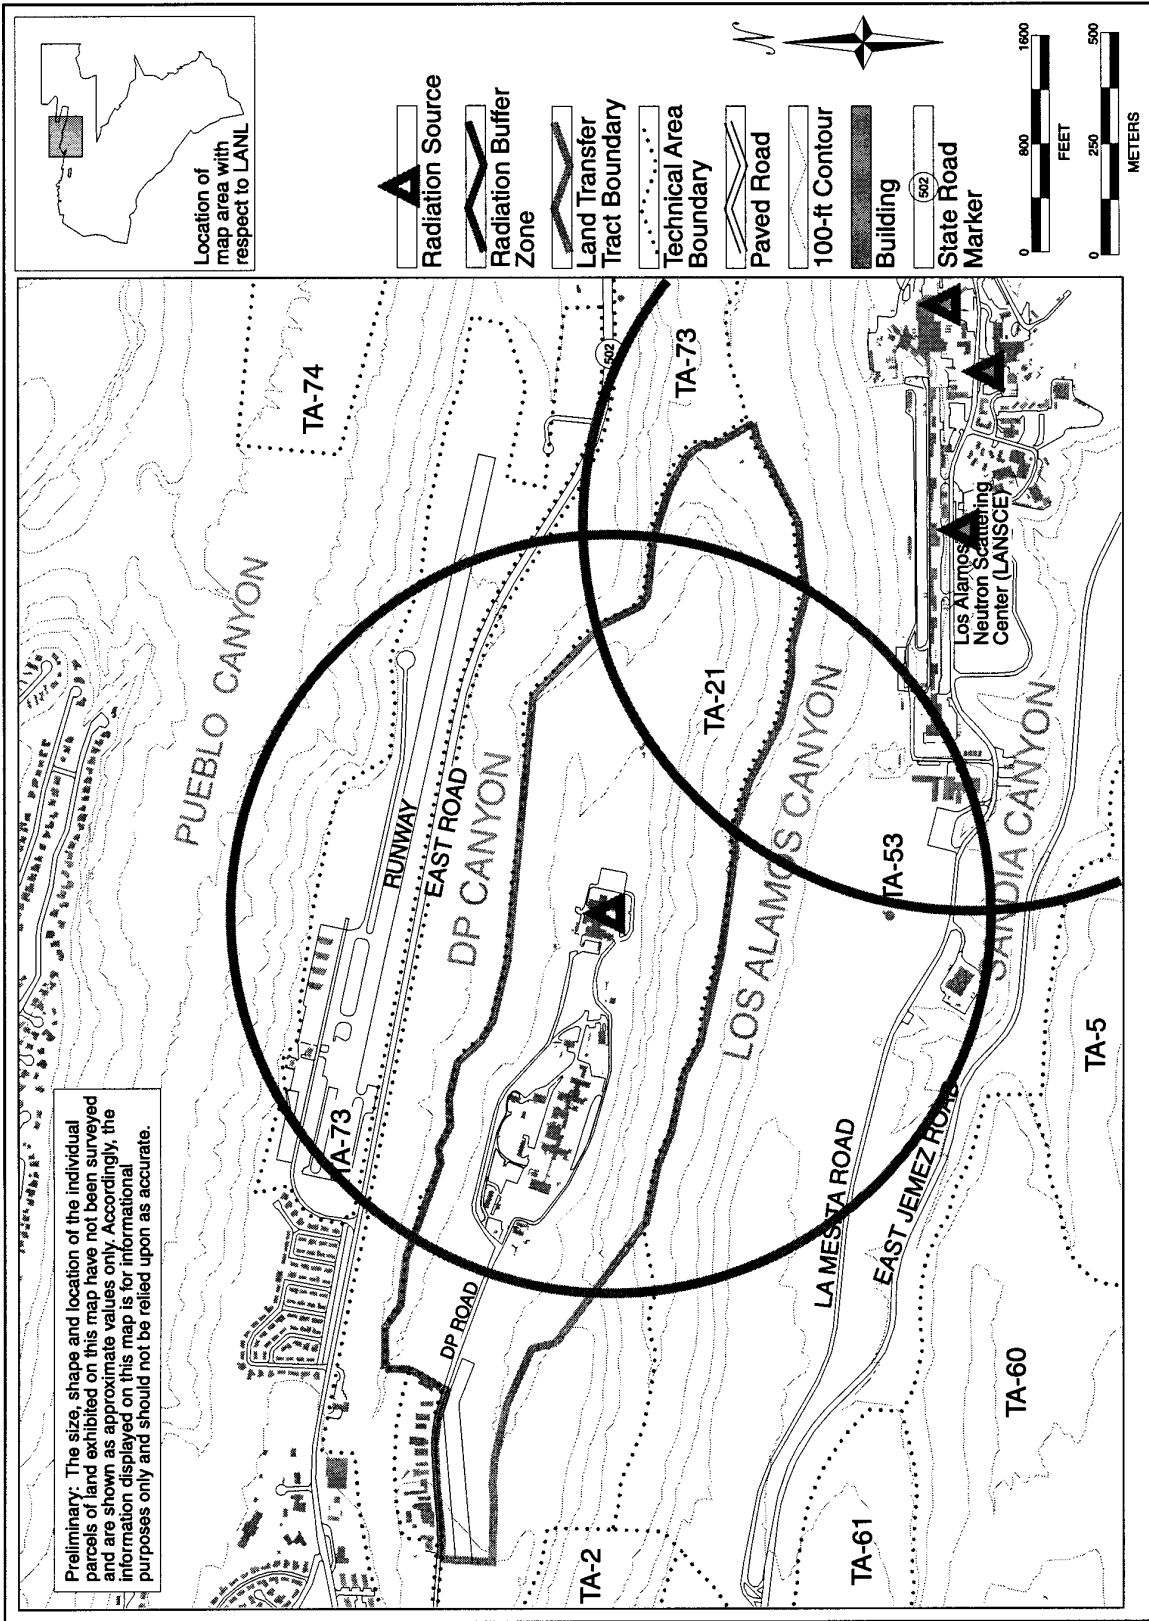 Preliminary: The size, shape and location of the individual
parcels of land exhibited on this map have not been surveyed
and are shown as approximate values only. Accordingly, the
information displayed on this map is for informational
purposes only and should not be relied upon as accurate.
PUEBLO CANYON
TA-74
TA-73
RUNWAY
EAST ROAD
DP CANYON
502
TA-73
DP ROAD
TA-21
TA-2
LOS ALAMOS CANYON
LA MESITA ROAD
TA-53
Los Alamos
Neutron Scattering
Center (LANSCE)
EAST JEMEZ ROAD
SANDIA CANYON
TA-61
TA-60
TA-5
Location of
map area with
respect to LANL
Radiation Source
Radiation Buffer
Zone
Land Transfer
Tract Boundary
Technical Area
Boundary
Paved Road
100-ft Contour
Building
502
State Road
Marker
N
0 800 1600
FEET
0 250 500
METERS